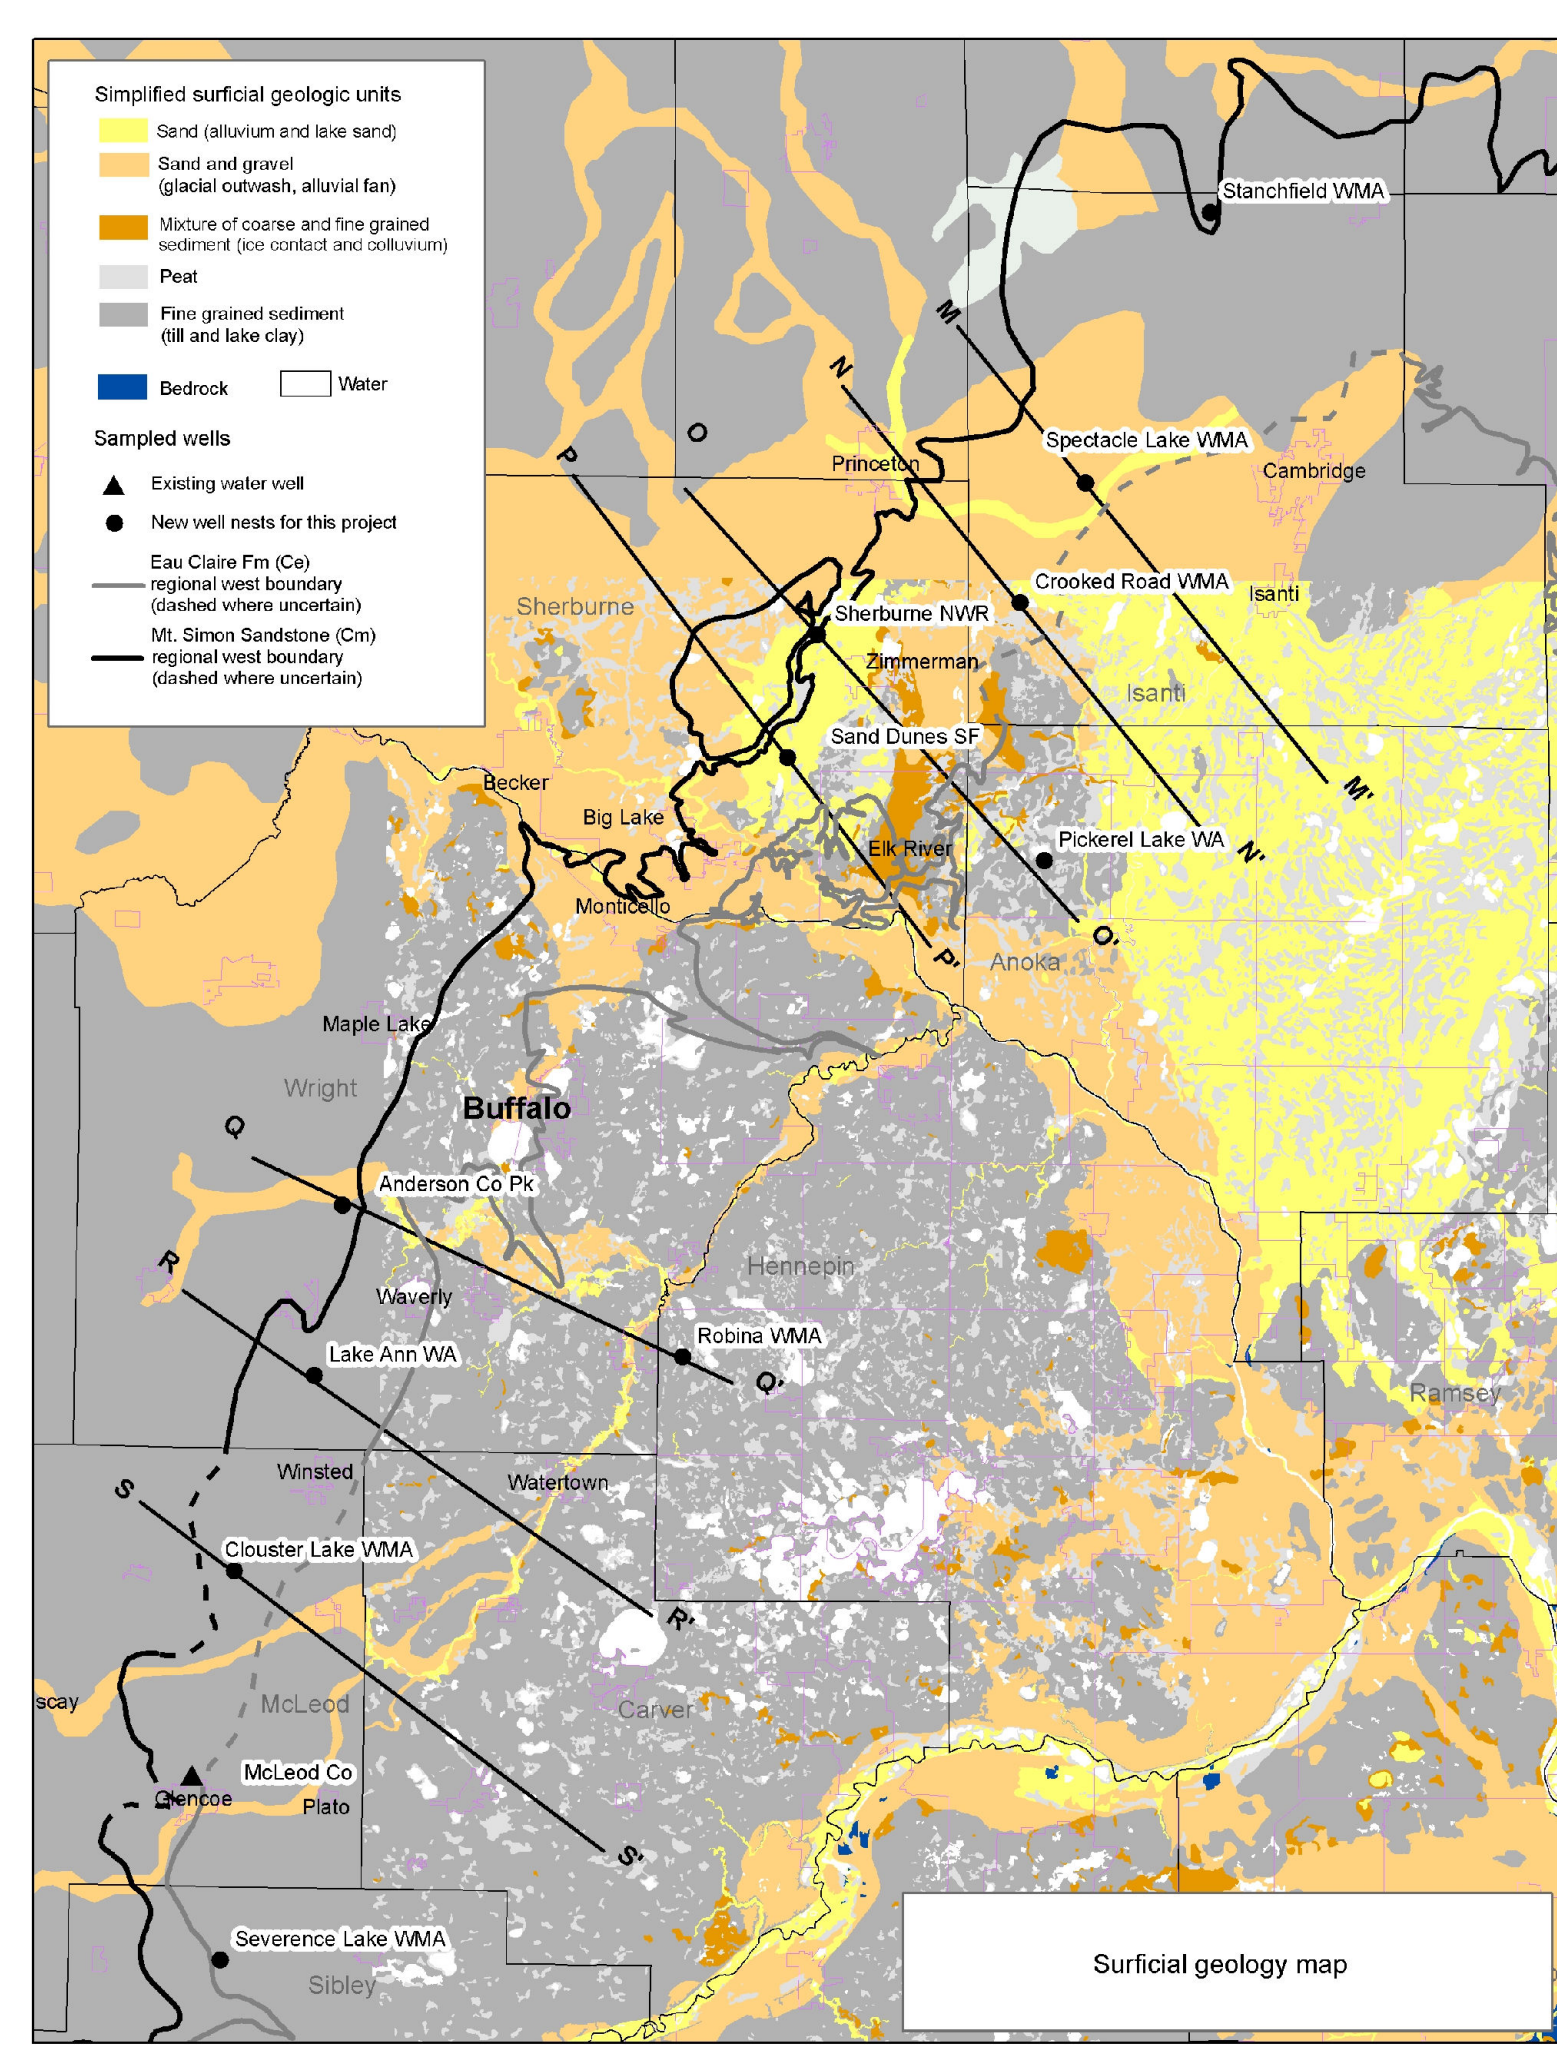 Simplified surficial geologic units
Sand (alluvium and lake sand)
Sand and gravel
(glacial outwash, alluvial fan)
Mixture of coarse and fine grained
sediment (ice contact and colluvium)
Peat
Fine grained sediment
(till and lake clay)
Bedrock
Water
Sampled wells
Existing water well
New well nests for this project
Eau Claire Fm (Ce)
regional west boundary
(dashed where uncertain)
Mt. Simon Sandstone (Cm)
regional west boundary
(dashed where uncertain)
Stanchfield WMA
M
N
O
P
Spectacle Lake WMA
Princeton
Cambridge
Crooked Road WMA
Isanti
Sherburne
Sherburne NWR
Zimmerman
Isanti
Sand Dunes SF
Becker
M'
Big Lake
Elk River
Pickerel Lake WA
N'
Monticello
O'
P'
Anoka
Maple Lake
Wright
Buffalo
Q
Anderson Co Pk
R
Hennepin
Waverly
Robina WMA
Lake Ann WA
Q'
Ramsey
Winsted
Watertown
S
Clouster Lake WMA
R'
scay
McLeod
Carver
McLeod Co
Glencoe
Plato
S'
Severence Lake WMA
Sibley
Surficial geology map